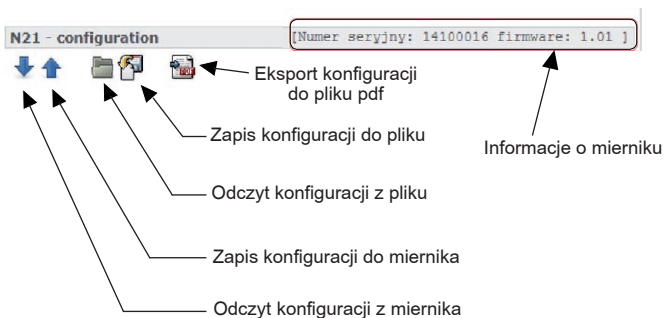 N21 - configuration
[Numer seryjny: 14100016 firmware: 1.01 ]
Eksport konfiguracji
do pliku pdf
Zapis konfiguracji do pliku
Informacje o mierniku
Odczyt konfiguracji z pliku
Zapis konfiguracji do miernika
Odczyt konfiguracji z miernika